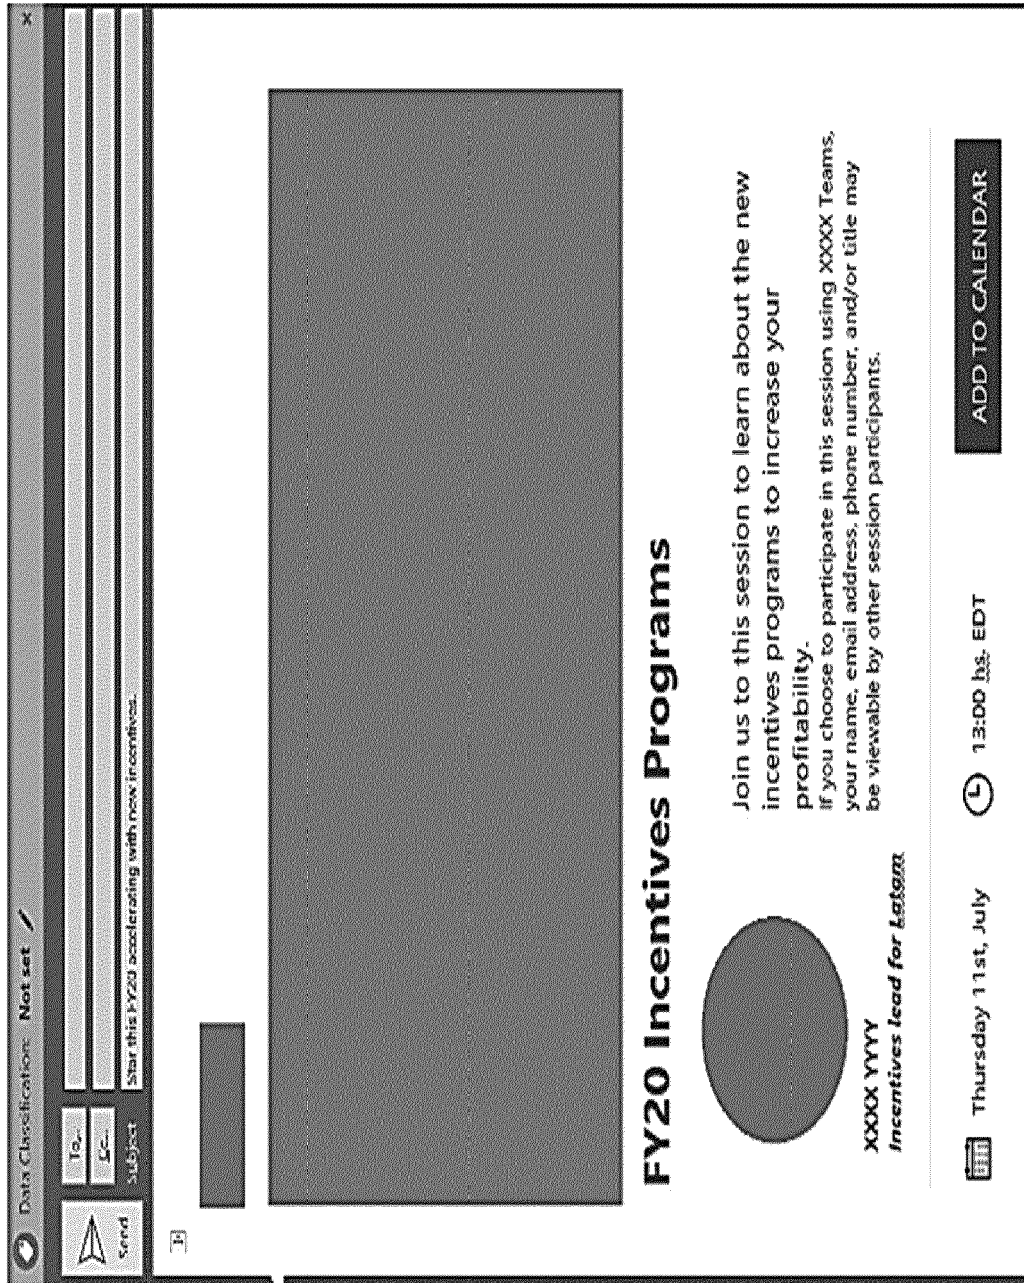 Data Classification: Not set
×
Send
To...
Cc...
Subject
Star this FY20 accelerating with new incentives.
FY20 Incentives Programs
Join us to this session to learn about the new
incentives programs to increase your
profitability.
If you choose to participate in this session using XXXX Teams,
your name, email address, phone number, and/or title may
be viewable by other session participants.
XXXX YYYY
Incentives lead for Latam
Thursday 11st, July
13:00 hs. EDT
ADD TO CALENDAR